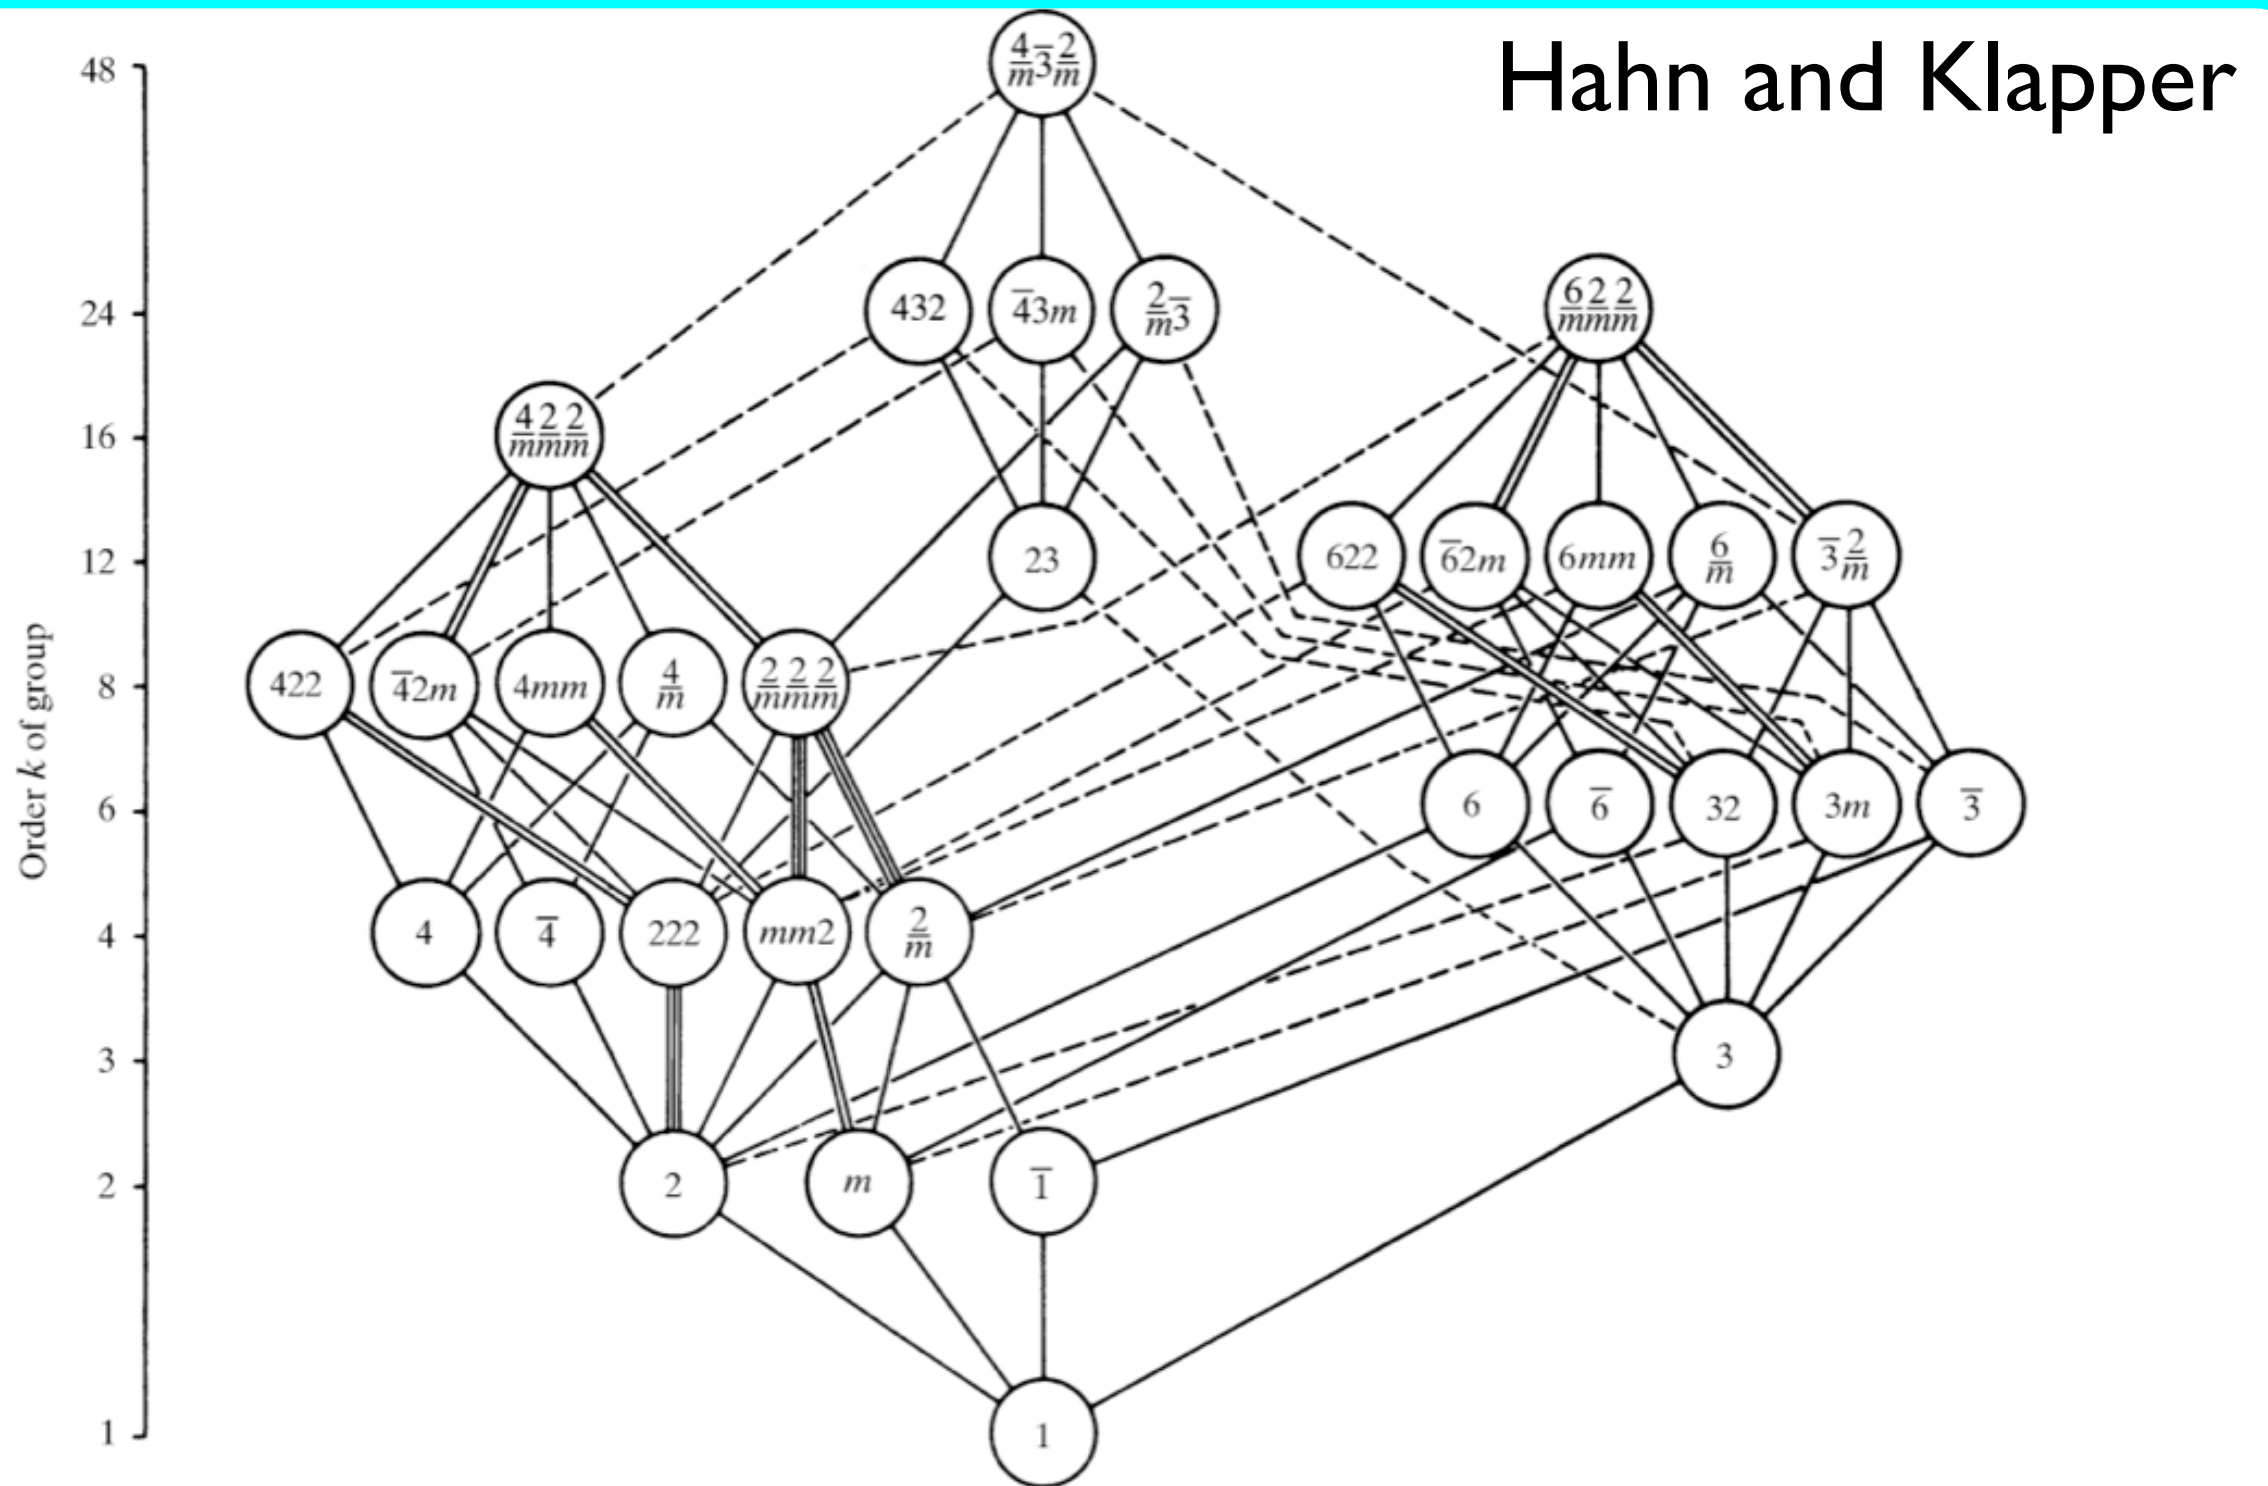 Hahn and Klapper
Order k of group
48
24
16
12
8
6
4
3
2
1
4/m 3̅ 2/m
432
4̅3m
2/m 3̅
6/m 2/m 2/m
4/m 2/m 2/m
23
622
6̅2m
6mm
6/m
3̅ 2/m
422
4̅2m
4mm
4/m
2/m 2/m 2/m
6
6̅
32
3m
3̅
4
4̅
222
mm2
2/m
3
2
m
1̅
1